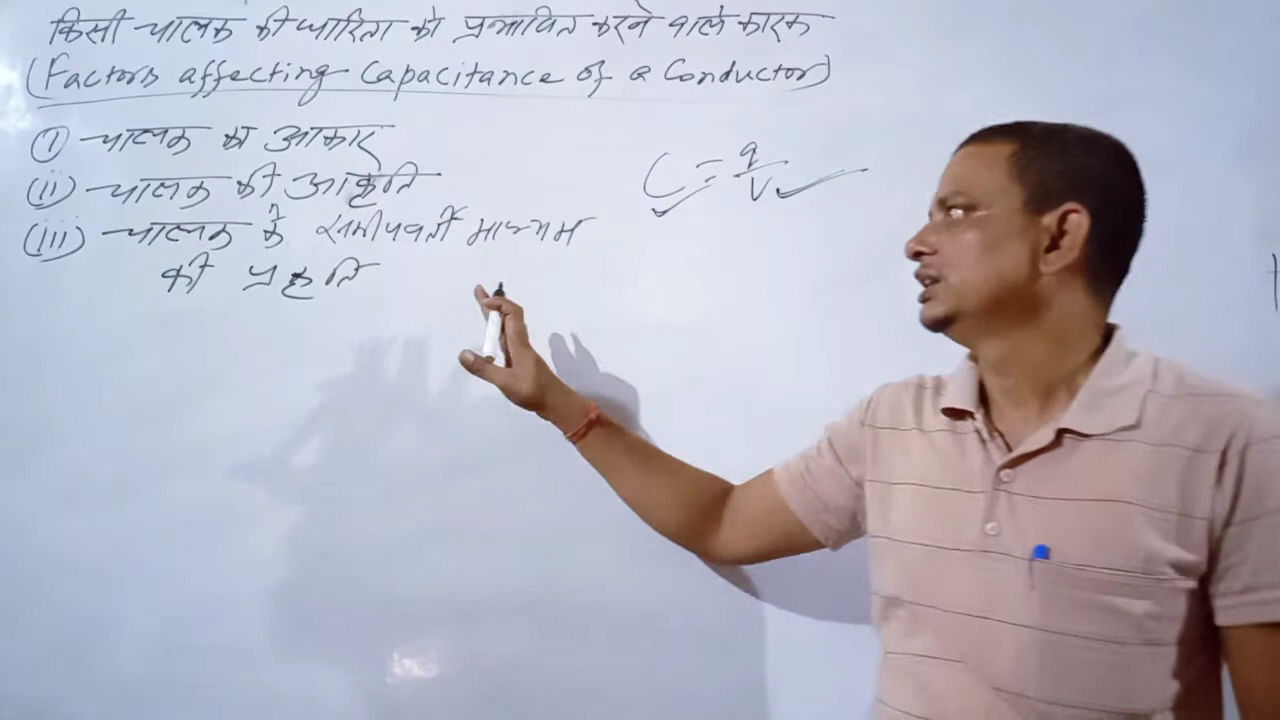 किसी चालक की धारिता को प्रभावित करने वाले कारक
(Factors affecting Capacitance of a Conductor)
(i) चालक का आकार
(ii) चालक की आकृति
(iii) चालक के समीपवर्ती माध्यम
की प्रकृति
C = q/V